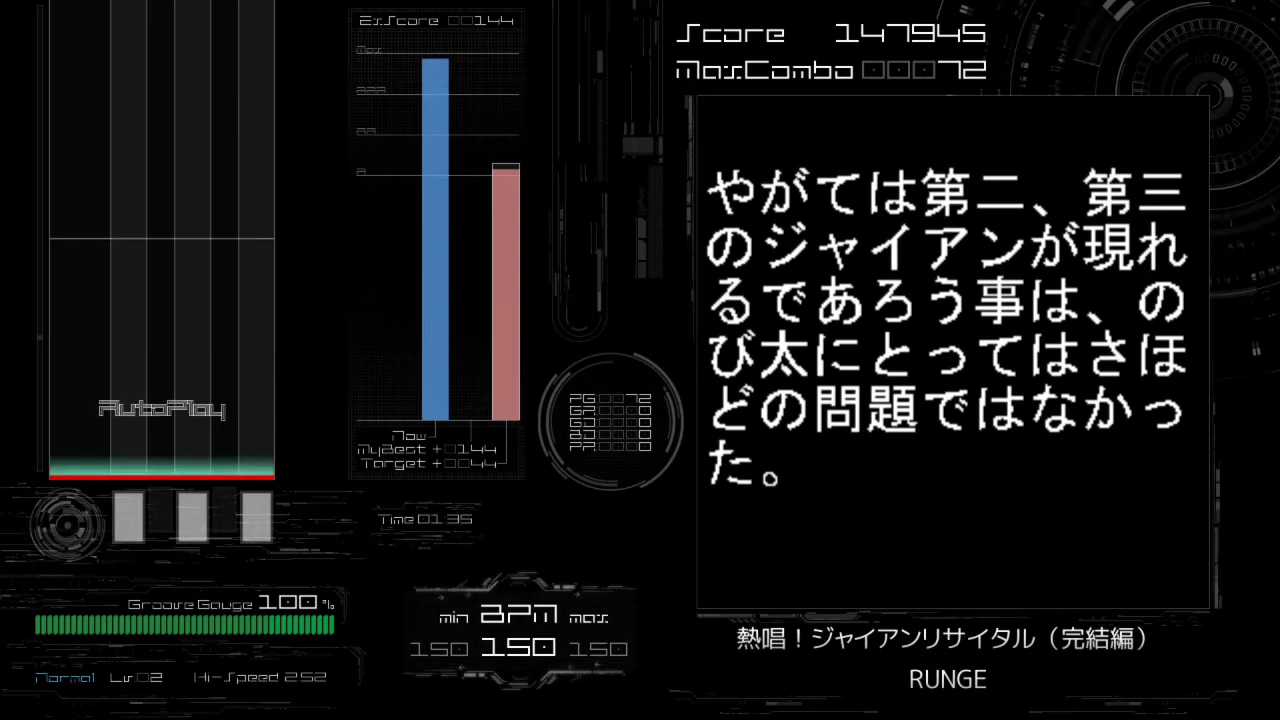 ExScore 00144
Max
AAA
AA
A
Score 147945
MaxCombo 00072
やがては第二、第三
のジャイアンが現れ
るであろう事は、の
び太にとってはさほ
どの問題ではなかっ
た。
AutoPlay
PG 00072
GR 00000
GD 00000
BD 00000
PR 00000
Now
MyBest +0144
Target +0044
Time 01:35
GrooveGauge 100%
Normal Lv02 Hi-Speed 2.52
min BPM max
150 150 150
熱唱！ジャイアンリサイタル（完結編）
RUNGE